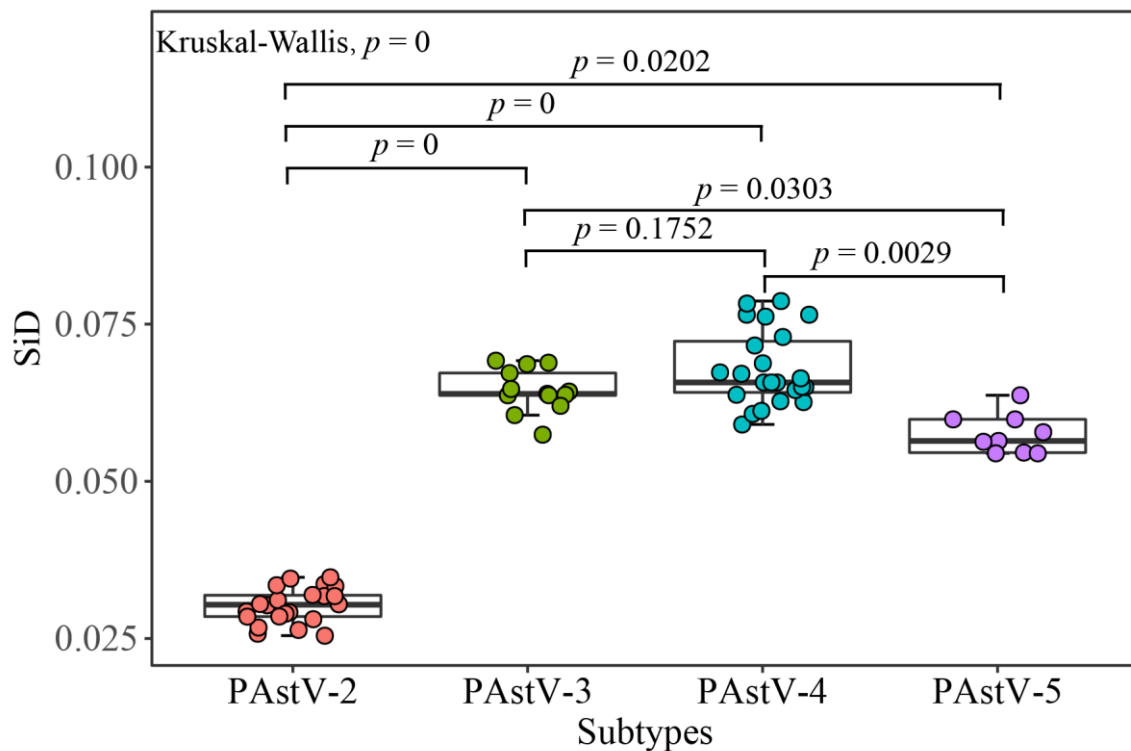 Kruskal-Wallis, p = 0
p = 0.0202
p = 0
p = 0
p = 0.0303
p = 0.1752
p = 0.0029
0.100
0.075
0.050
0.025
SiD
PAstV-2 PAstV-3 PAstV-4 PAstV-5
Subtypes